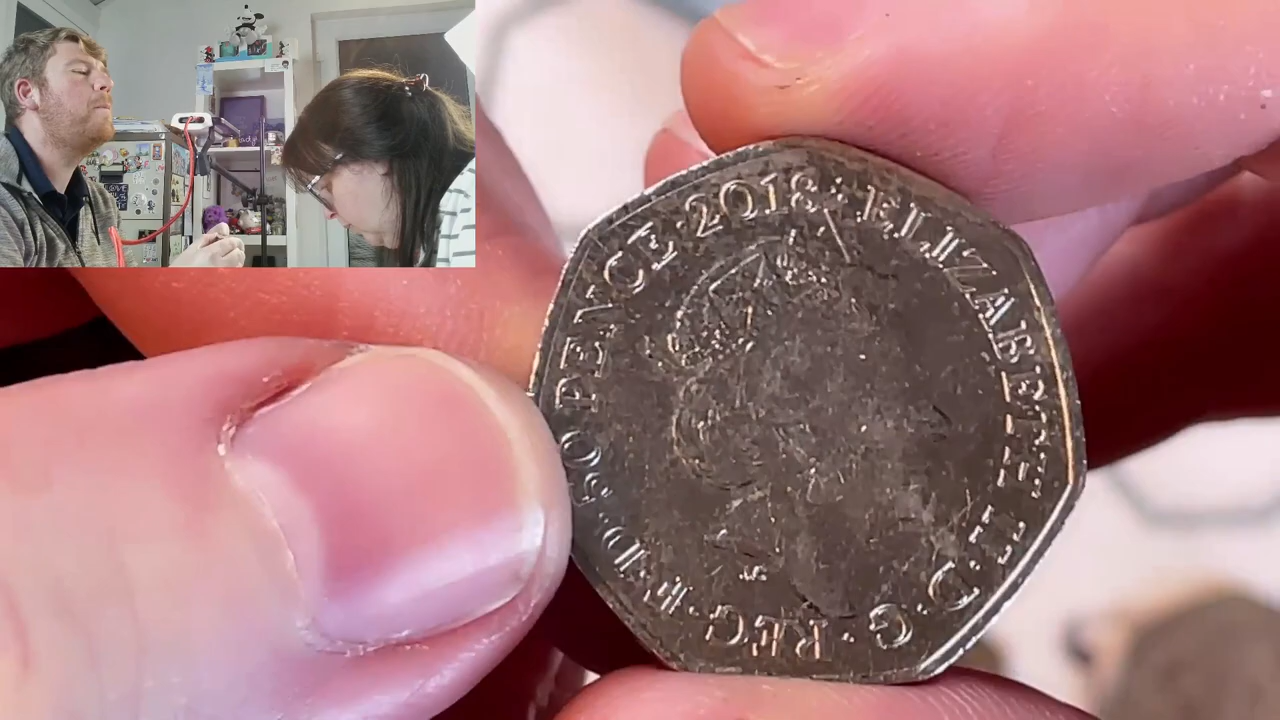 ELIZABETH II · D · G · REG · F · D · 50 PENCE · 2018 ·